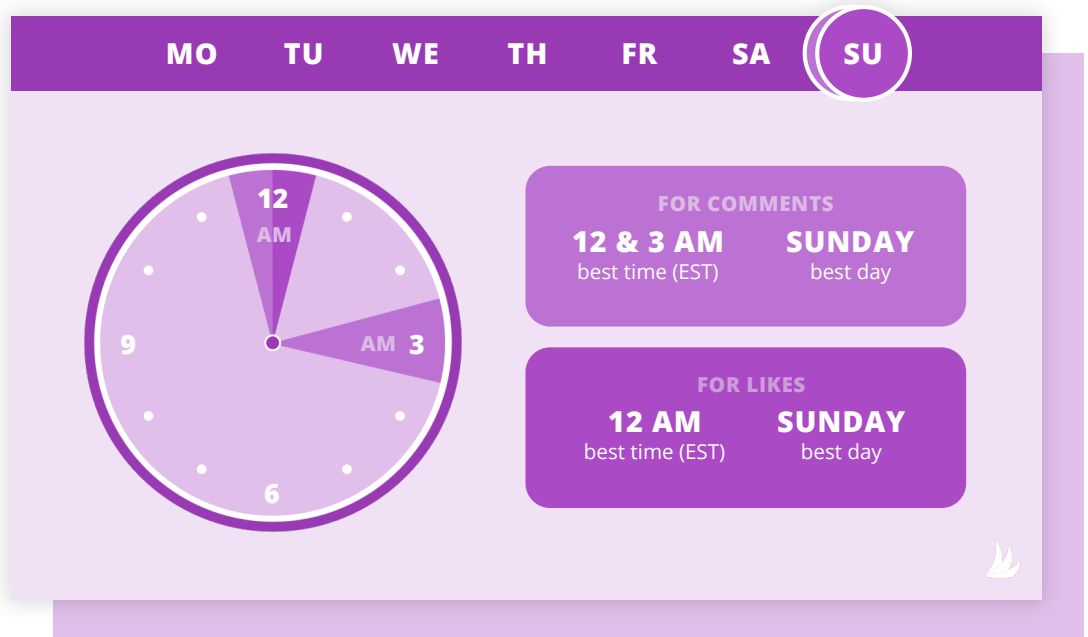 MO TU WE TH FR SA SU
12
AM
9
AM 3
6
FOR COMMENTS
12 & 3 AM SUNDAY
best time (EST) best day
FOR LIKES
12 AM SUNDAY
best time (EST) best day